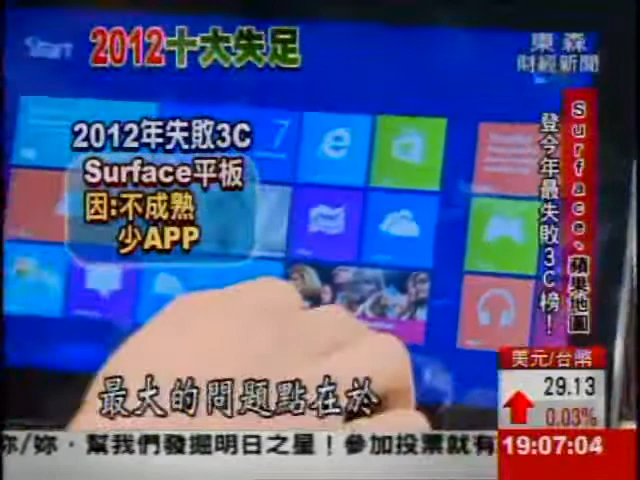 Start
2012十大失足
東森
財經新聞
2012年失敗3C
Surface平板
因:不成熟
少APP
7
Surface、蘋果地圖
登今年最失敗3C榜!
最大的問題點在於
美元/台幣
29.13
0.03%
你/妳,幫我們發掘明日之星!參加投票就有
19:07:04